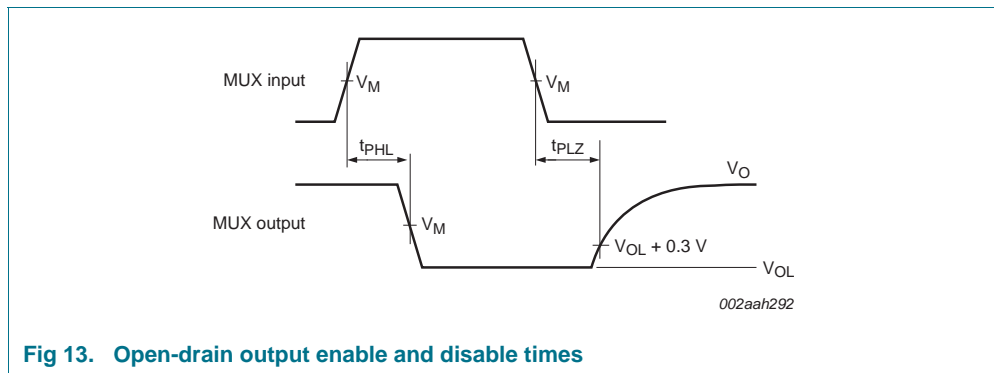 MUX input
VM
VM
tPHL
tPLZ
VO
MUX output
VM
VOL + 0.3 V
VOL
002aah292
Fig 13. Open-drain output enable and disable times